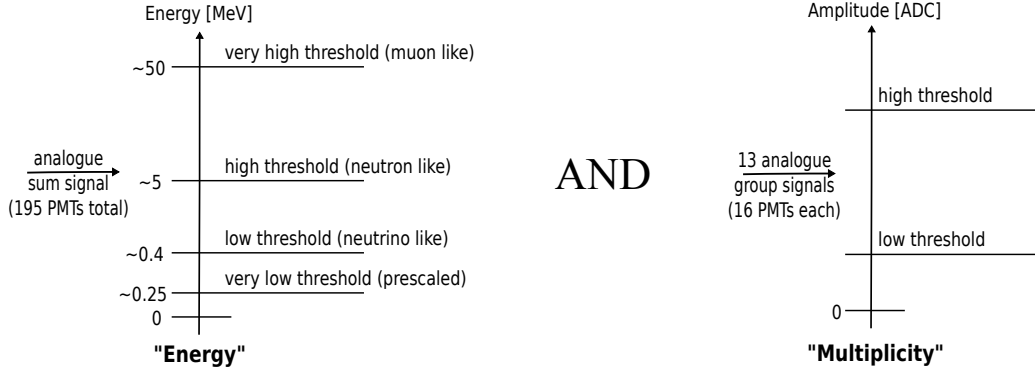 Energy [MeV]
~50
very high threshold (muon like)
analogue
sum signal
(195 PMTs total)
high threshold (neutron like)
~5
low threshold (neutrino like)
~0.4
very low threshold (prescaled)
~0.25
0
"Energy"
AND
Amplitude [ADC]
high threshold
13 analogue
group signals
(16 PMTs each)
low threshold
0
"Multiplicity"